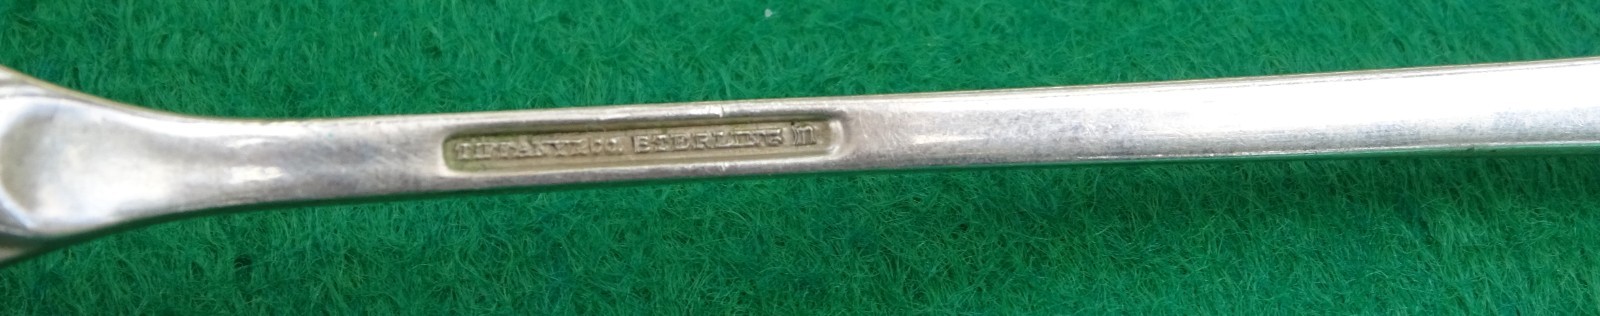 TIFFANY & CO. STERLING m